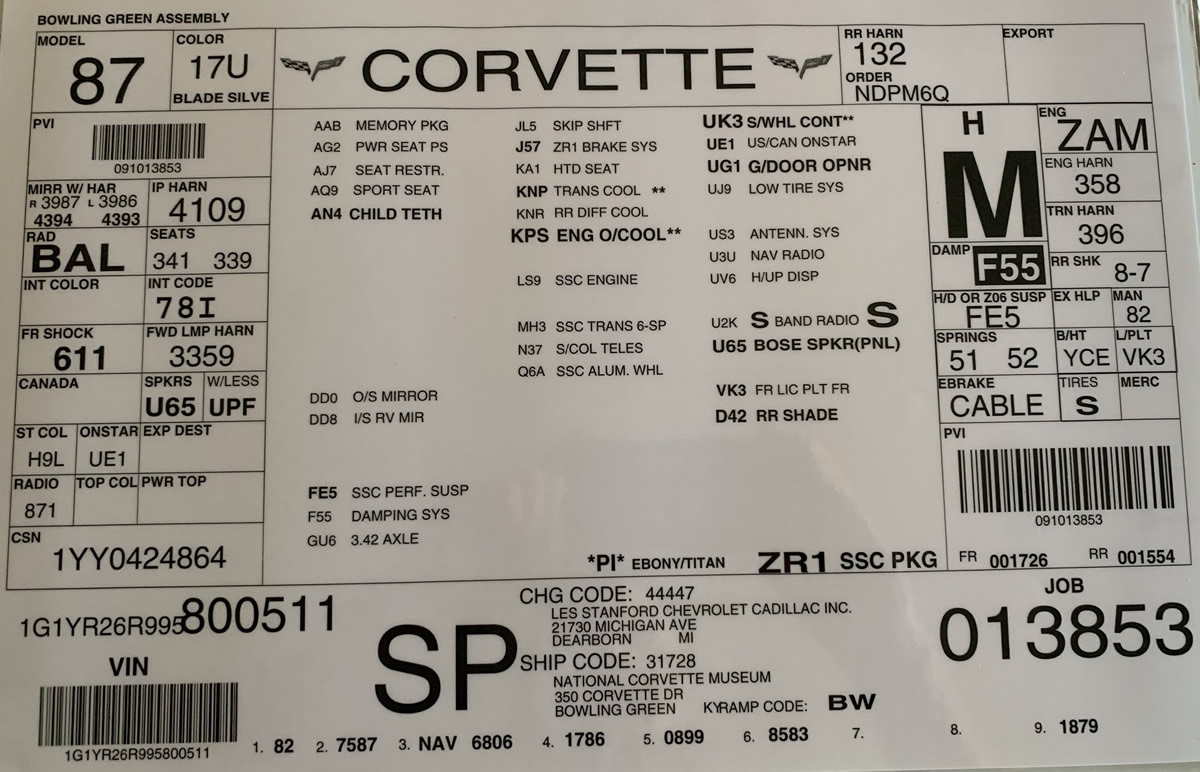 BOWLING GREEN ASSEMBLY
MODEL
87
COLOR
17U
BLADE SILVE
CORVETTE
RR HARN
132
ORDER
NDPM6Q
EXPORT
PVI
091013853
MIRR W/ HAR
R 3987 L 3986
4394 4393
IP HARN
4109
RAD
BAL
SEATS
341 339
INT COLOR
INT CODE
78I
FR SHOCK
611
FWD LMP HARN
3359
CANADA
SPKRS
U65
W/LESS
UPF
ST COL
H9L
ONSTAR
UE1
EXP DEST
RADIO
871
TOP COL
PWR TOP
CSN
1YY0424864
AAB MEMORY PKG
AG2 PWR SEAT PS
AJ7 SEAT RESTR.
AQ9 SPORT SEAT
AN4 CHILD TETH
DD0 O/S MIRROR
DD8 I/S RV MIR
FE5 SSC PERF. SUSP
F55 DAMPING SYS
GU6 3.42 AXLE
JL5 SKIP SHFT
J57 ZR1 BRAKE SYS
KA1 HTD SEAT
KNP TRANS COOL **
KNR RR DIFF COOL
KPS ENG O/COOL**
LS9 SSC ENGINE
MH3 SSC TRANS 6-SP
N37 S/COL TELES
Q6A SSC ALUM. WHL
UK3 S/WHL CONT**
UE1 US/CAN ONSTAR
UG1 G/DOOR OPNR
UJ9 LOW TIRE SYS
US3 ANTENN. SYS
U3U NAV RADIO
UV6 H/UP DISP
U2K S BAND RADIO S
U65 BOSE SPKR(PNL)
VK3 FR LIC PLT FR
D42 RR SHADE
*PI* EBONY/TITAN ZR1 SSC PKG
H
M
ENG
ZAM
ENG HARN
358
TRN HARN
396
DAMP
F55
RR SHK
8-7
H/D OR Z06 SUSP
FE5
EX HLP
MAN
82
SPRINGS
51 52
B/HT
YCE
L/PLT
VK3
EBRAKE
CABLE
TIRES
S
MERC
PVI
091013853
FR 001726 RR 001554
1G1YR26R995800511
VIN
1G1YR26R995800511
SP
CHG CODE: 44447
LES STANFORD CHEVROLET CADILLAC INC.
21730 MICHIGAN AVE
DEARBORN MI
SHIP CODE: 31728
NATIONAL CORVETTE MUSEUM
350 CORVETTE DR
BOWLING GREEN KYRAMP CODE: BW
JOB
013853
1. 82 2. 7587 3. NAV 6806 4. 1786 5. 0899 6. 8583 7. 8. 9. 1879